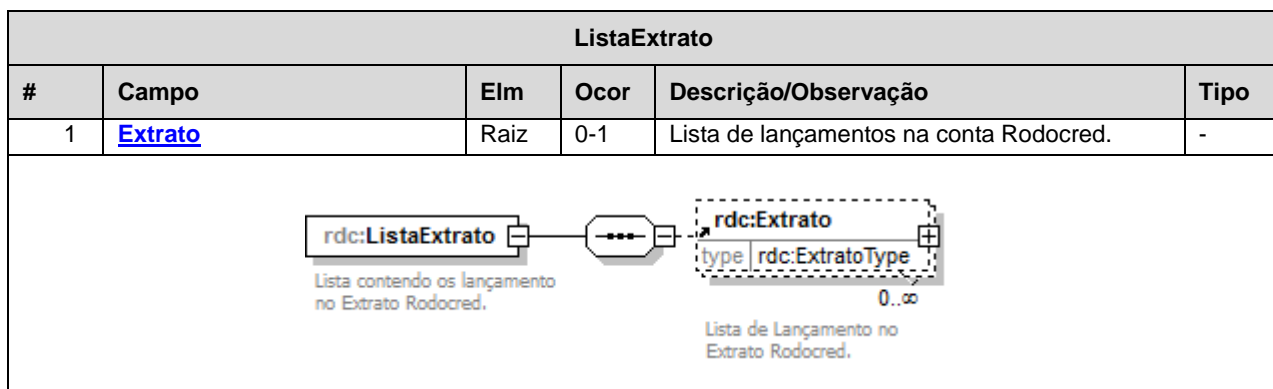 ListaExtrato
# Campo Elm Ocor Descrição/Observação Tipo
1 Extrato Raiz 0-1 Lista de lançamentos na conta Rodocred. -
rdc:ListaExtrato
Lista contendo os lançamento
no Extrato Rodocred.
rdc:Extrato
type rdc:ExtratoType
0..∞
Lista de Lançamento no
Extrato Rodocred.